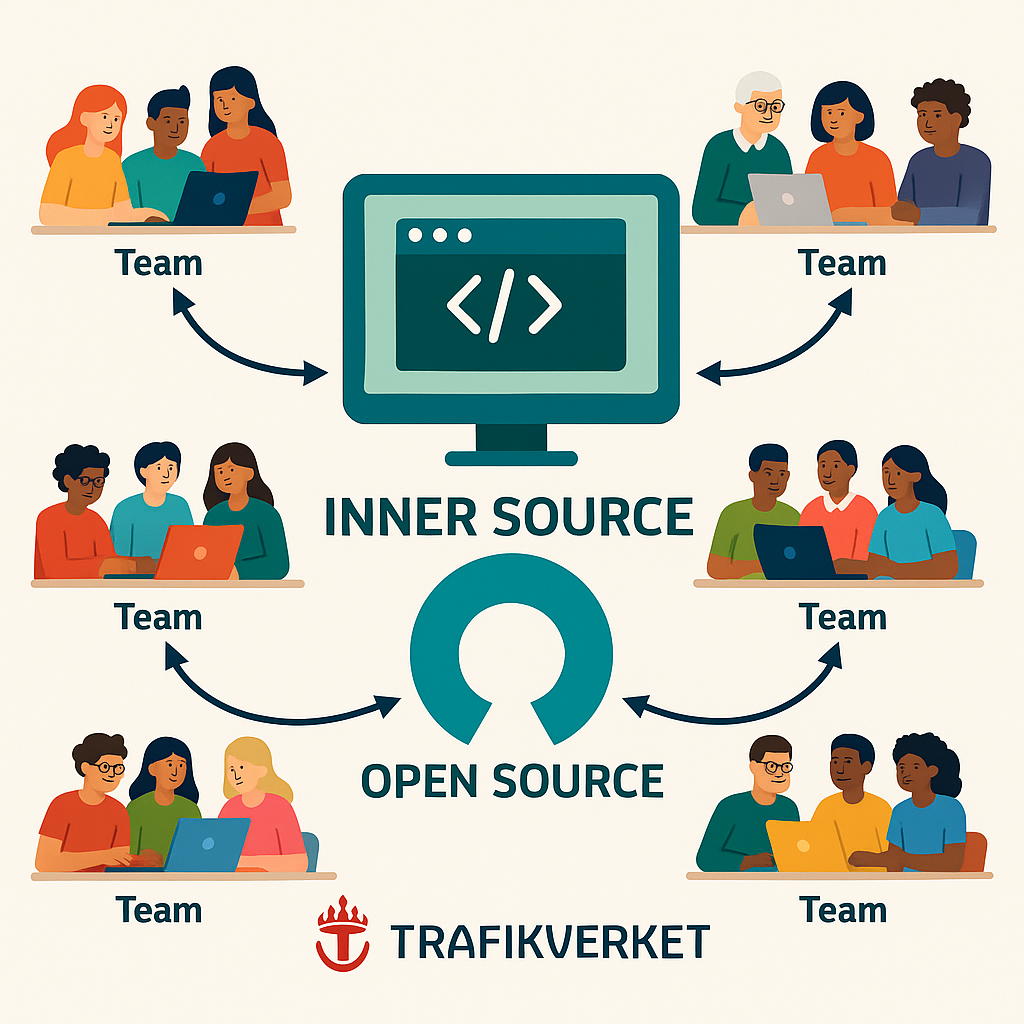 Team
Team
</>
INNER SOURCE
Team
Team
OPEN SOURCE
Team
Team
TRAFIKVERKET